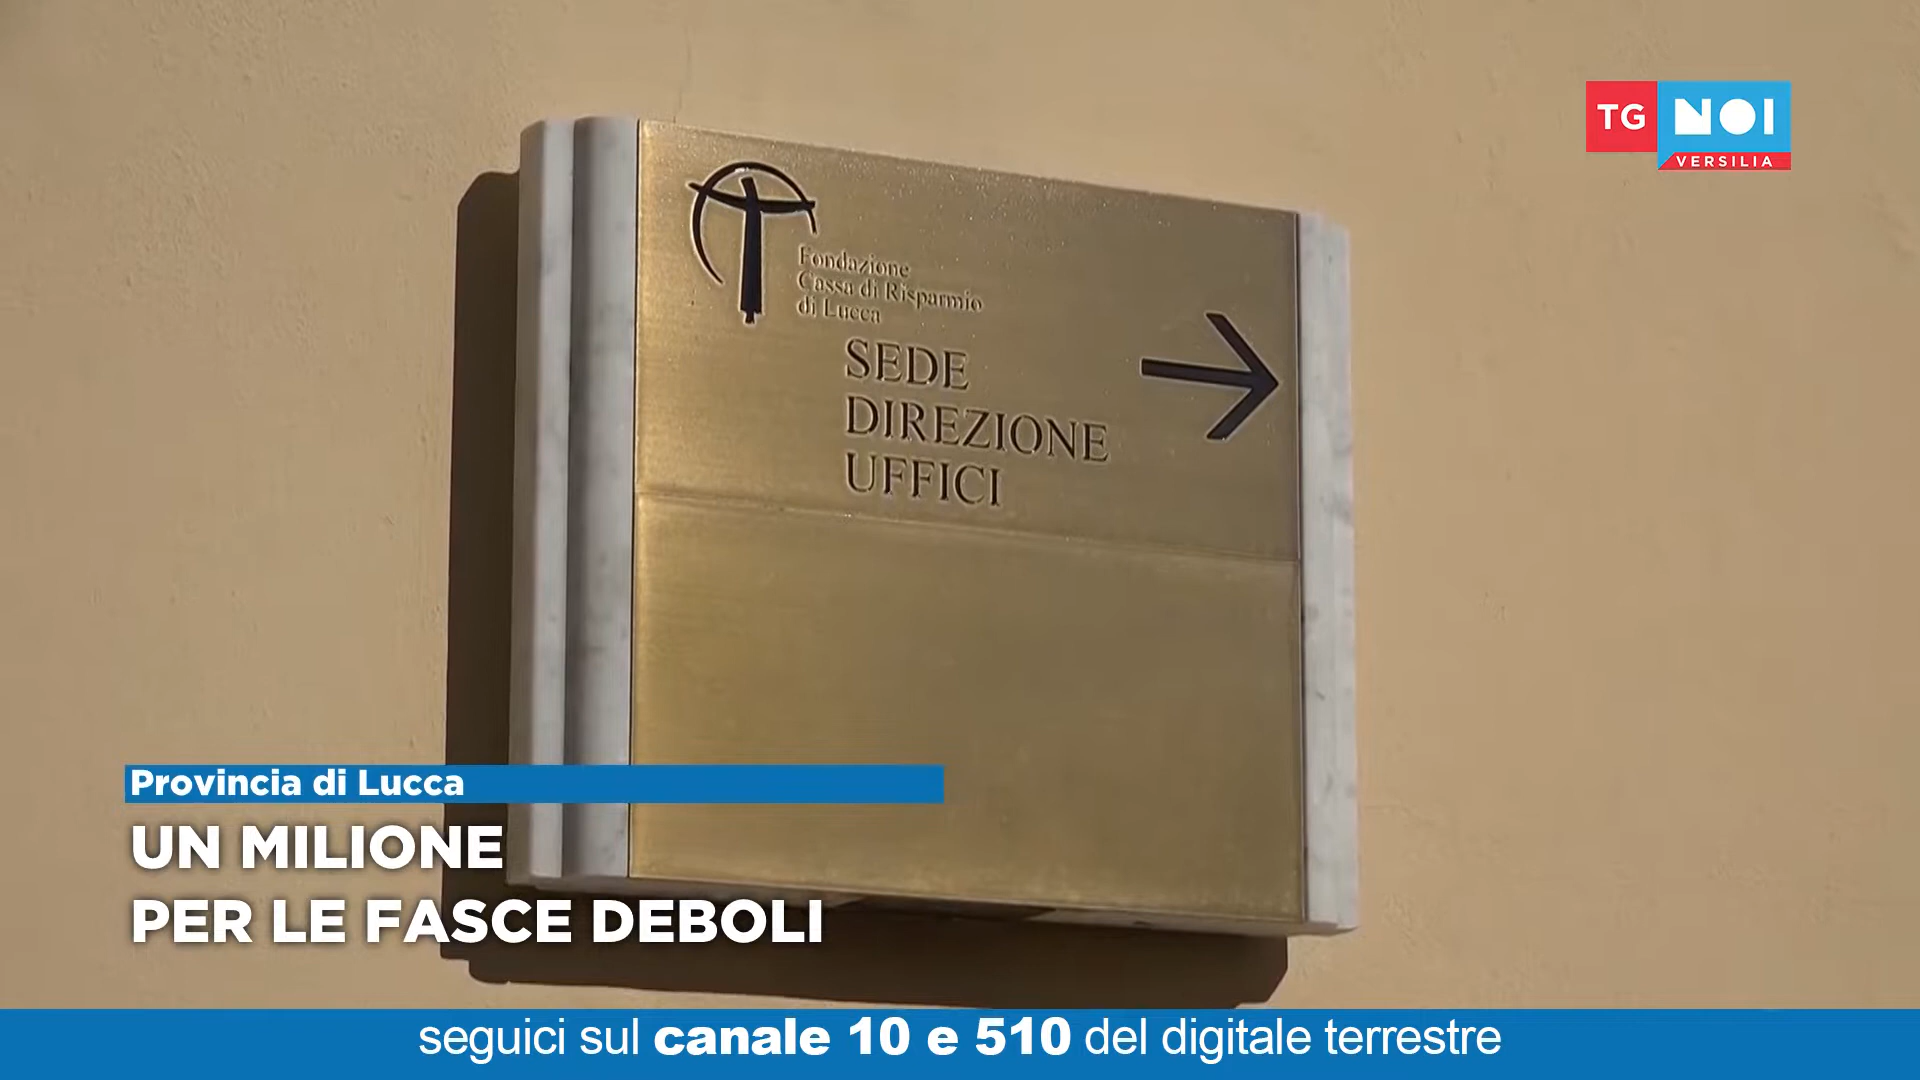 TG NOI
VERSILIA
Fondazione
Cassa di Risparmio
di Lucca
SEDE
DIREZIONE
UFFICI
Provincia di Lucca
UN MILIONE
PER LE FASCE DEBOLI
seguici sul canale 10 e 510 del digitale terrestre